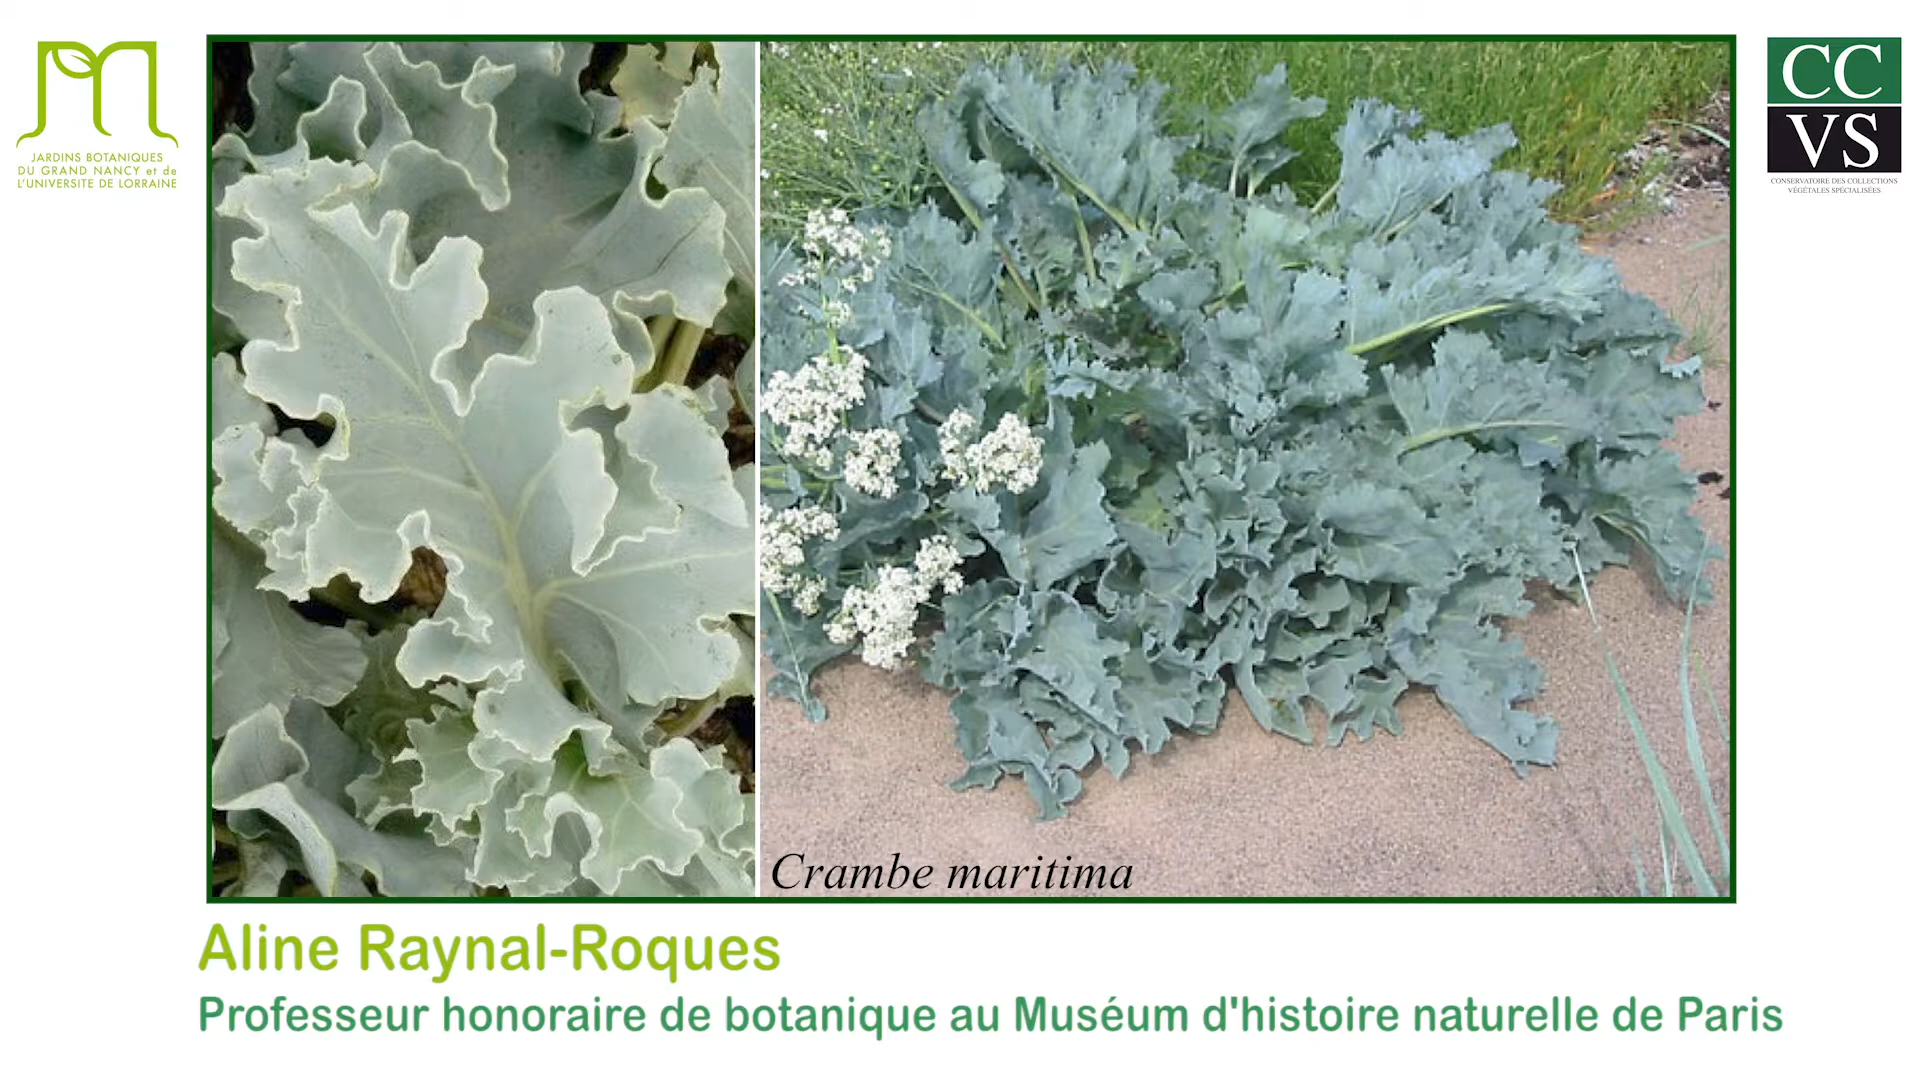 JARDINS BOTANIQUES
DU GRAND NANCY et de
L'UNIVERSITE DE LORRAINE
CC
VS
CONSERVATOIRE DES COLLECTIONS
VÉGÉTALES SPÉCIALISÉES
Crambe maritima
Aline Raynal-Roques
Professeur honoraire de botanique au Muséum d'histoire naturelle de Paris